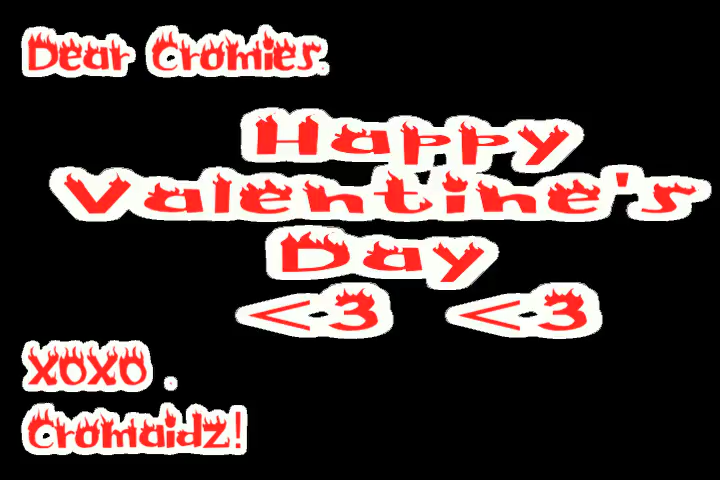 Dear Cromies.
Happy
Valentine's
Day
<3 <3
XOXO .
Cromaidz!